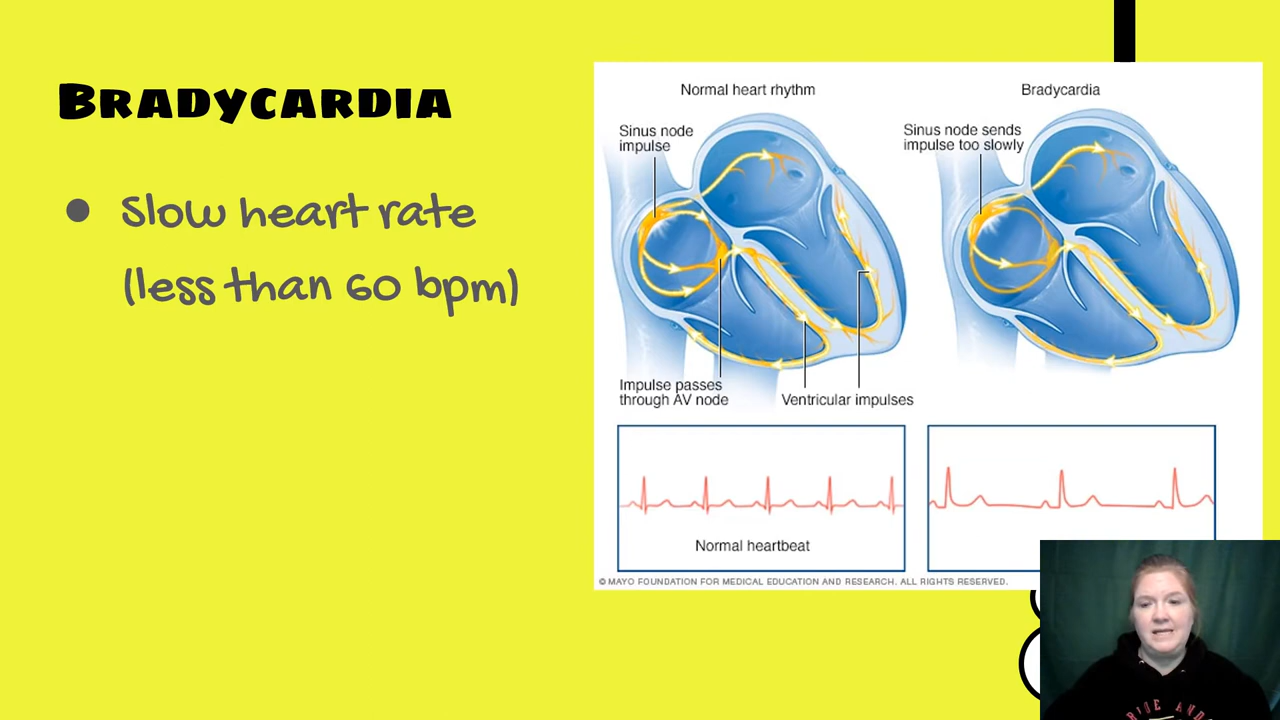 Bradycardia
Slow heart rate
(less than 60 bpm)
Normal heart rhythm
Sinus node
impulse
Impulse passes
through AV node
Ventricular impulses
Normal heartbeat
Bradycardia
Sinus node sends
impulse too slowly
© MAYO FOUNDATION FOR MEDICAL EDUCATION AND RESEARCH. ALL RIGHTS RESERVED.